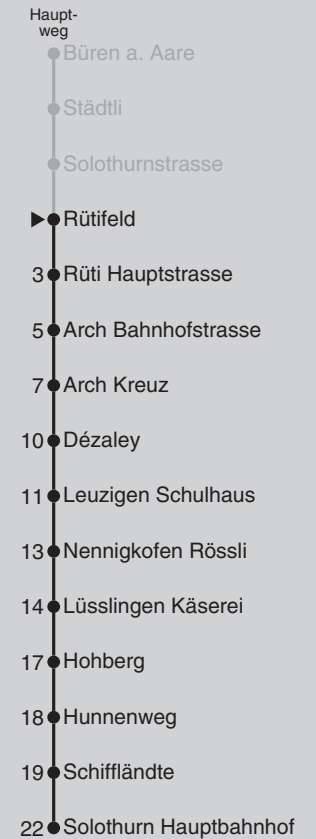 Haupt-
weg
Büren a. Aare
Städtli
Solothurnstrasse
Rütifeld
3 Rüti Hauptstrasse
5 Arch Bahnhofstrasse
7 Arch Kreuz
10 Dézaley
11 Leuzigen Schulhaus
13 Nennigkofen Rössli
14 Lüsslingen Käserei
17 Hohberg
18 Hunnenweg
19 Schiffländte
22 Solothurn Hauptbahnhof